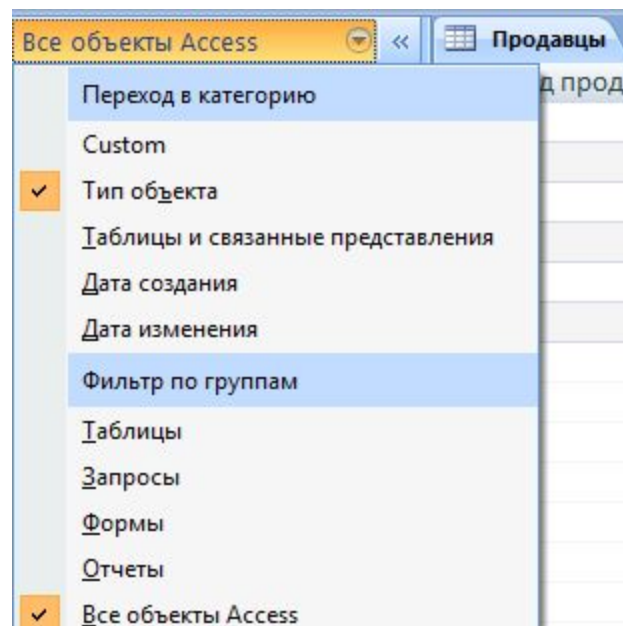 Все объекты Access « Продавцы
Переход в категорию
Custom
Тип объекта
Таблицы и связанные представления
Дата создания
Дата изменения
Фильтр по группам
Таблицы
Запросы
Формы
Отчеты
Все объекты Access